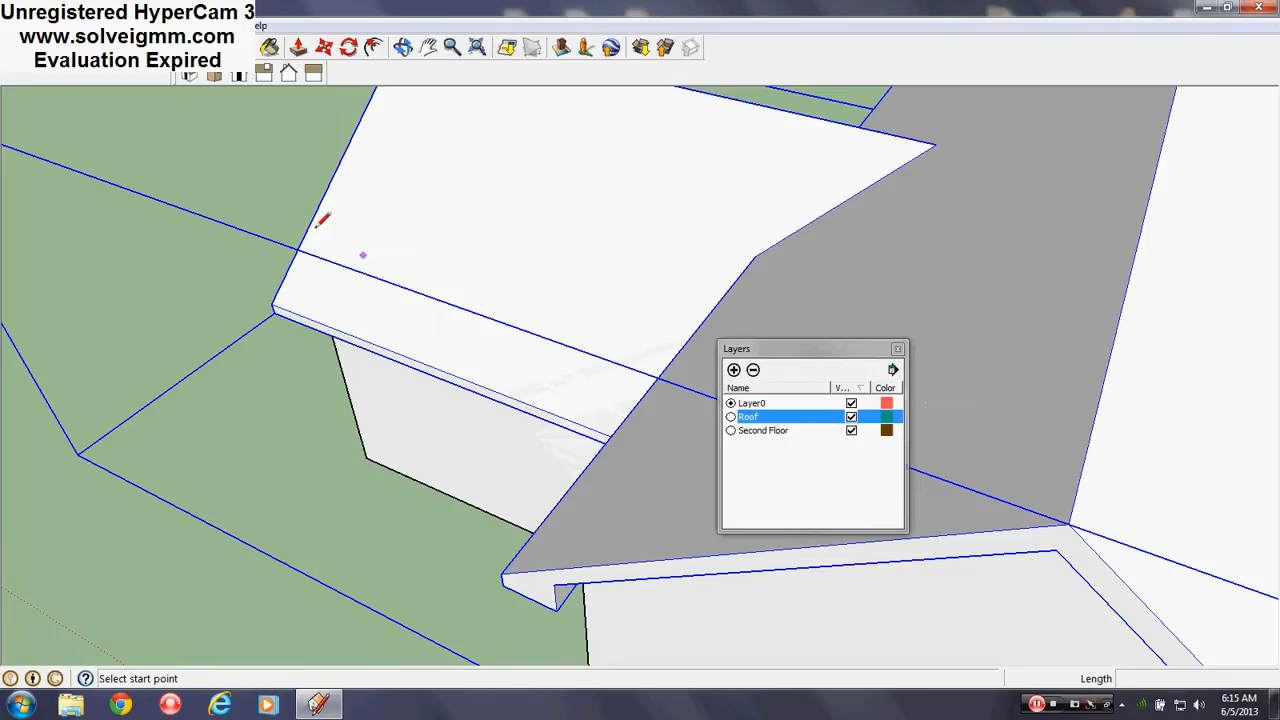 Unregistered HyperCam 3
www.solveigmm.com
Evaluation Expired
elp
Layers
Name V... Color
Layer0
Roof
Second Floor
Select start point
Length
6:15 AM
6/5/2013